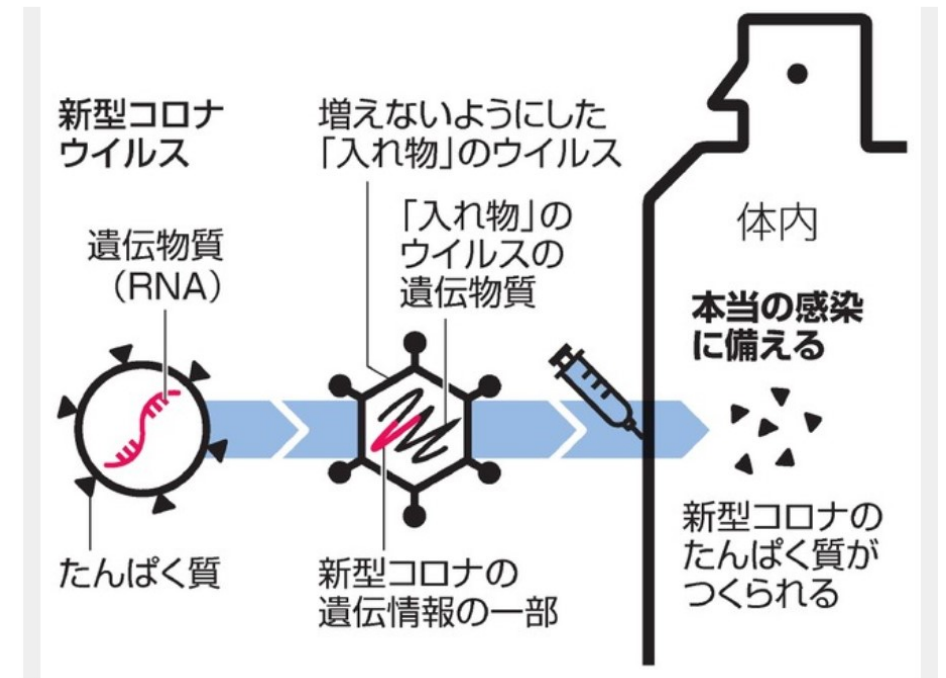 新型コロナ
ウイルス
遺伝物質
（RNA）
たんぱく質
増えないようにした
「入れ物」のウイルス
「入れ物」の
ウイルスの
遺伝物質
新型コロナの
遺伝情報の一部
体内
本当の感染
に備える
新型コロナの
たんぱく質が
つくられる